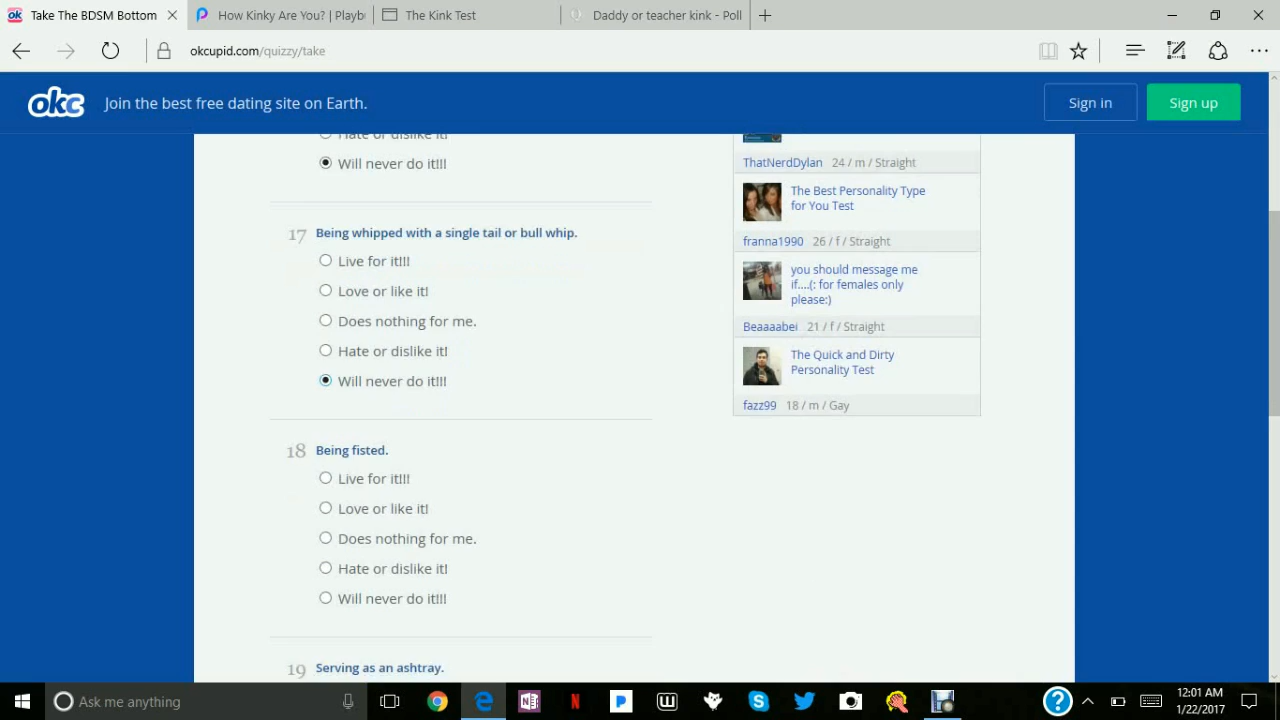 Take The BDSM Bottom
How Kinky Are You? | Playb
The Kink Test
Daddy or teacher kink - Poll
okcupid.com/quizzy/take
okc
Join the best free dating site on Earth.
Sign in
Sign up
Hate or dislike it!
Will never do it!!!
17 Being whipped with a single tail or bull whip.
Live for it!!!
Love or like it!
Does nothing for me.
Hate or dislike it!
Will never do it!!!
18 Being fisted.
Live for it!!!
Love or like it!
Does nothing for me.
Hate or dislike it!
Will never do it!!!
19 Serving as an ashtray.
ThatNerdDylan 24 / m / Straight
The Best Personality Type
for You Test
franna1990 26 / f / Straight
you should message me
if....(: for females only
please:)
Beaaaabei 21 / f / Straight
The Quick and Dirty
Personality Test
fazz99 18 / m / Gay
Ask me anything
12:01 AM
1/22/2017